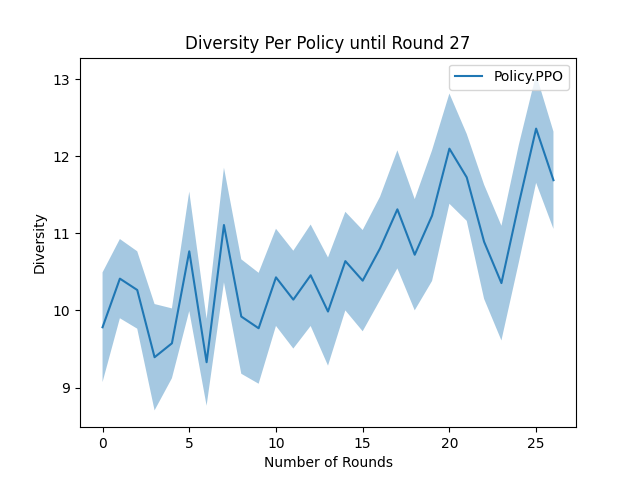 Diversity Per Policy until Round 27
Policy.PPO
13
12
11
10
9
Diversity
0 5 10 15 20 25
Number of Rounds